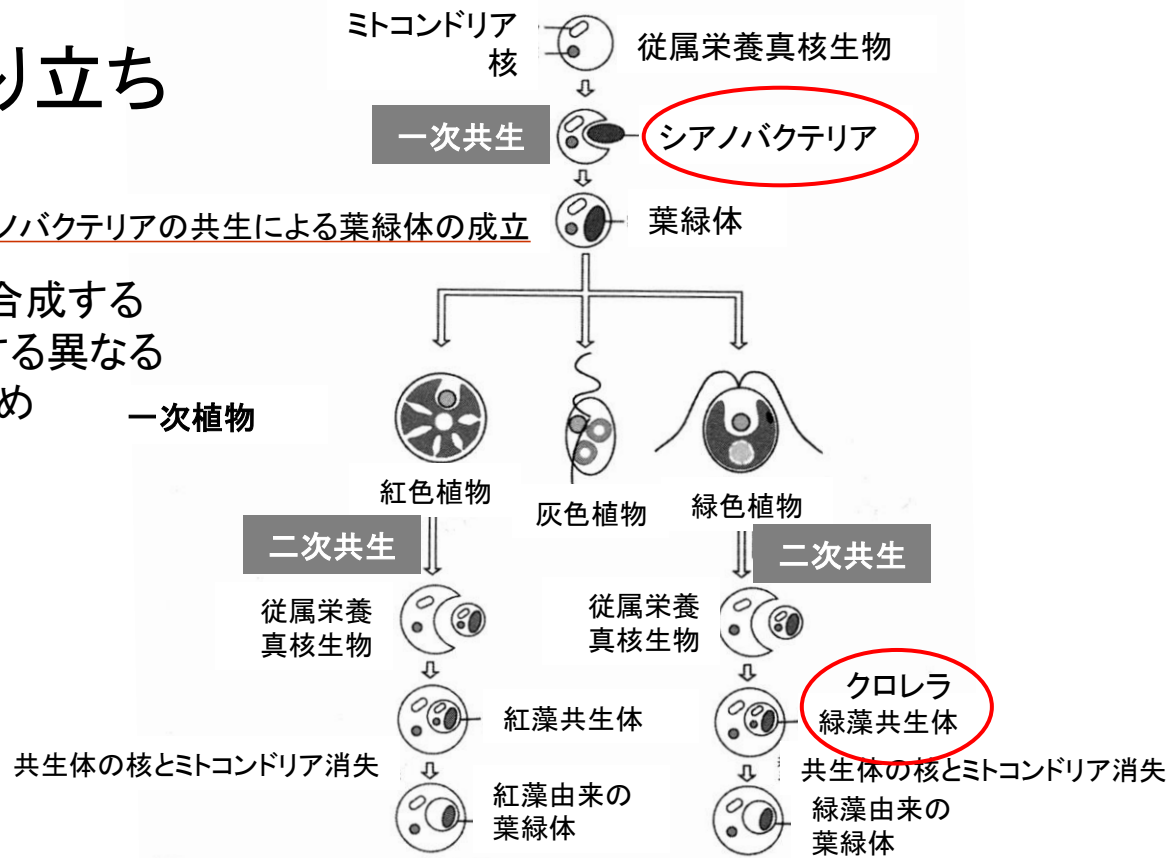 り立ち
ミトコンドリア
核
従属栄養真核生物
一次共生
シアノバクテリア
ノバクテリアの共生による葉緑体の成立
葉緑体
合成する
する異なる
め
一次植物
紅色植物
灰色植物
緑色植物
二次共生
二次共生
従属栄養
真核生物
従属栄養
真核生物
紅藻共生体
クロレラ
緑藻共生体
共生体の核とミトコンドリア消失
共生体の核とミトコンドリア消失
紅藻由来の
葉緑体
緑藻由来の
葉緑体